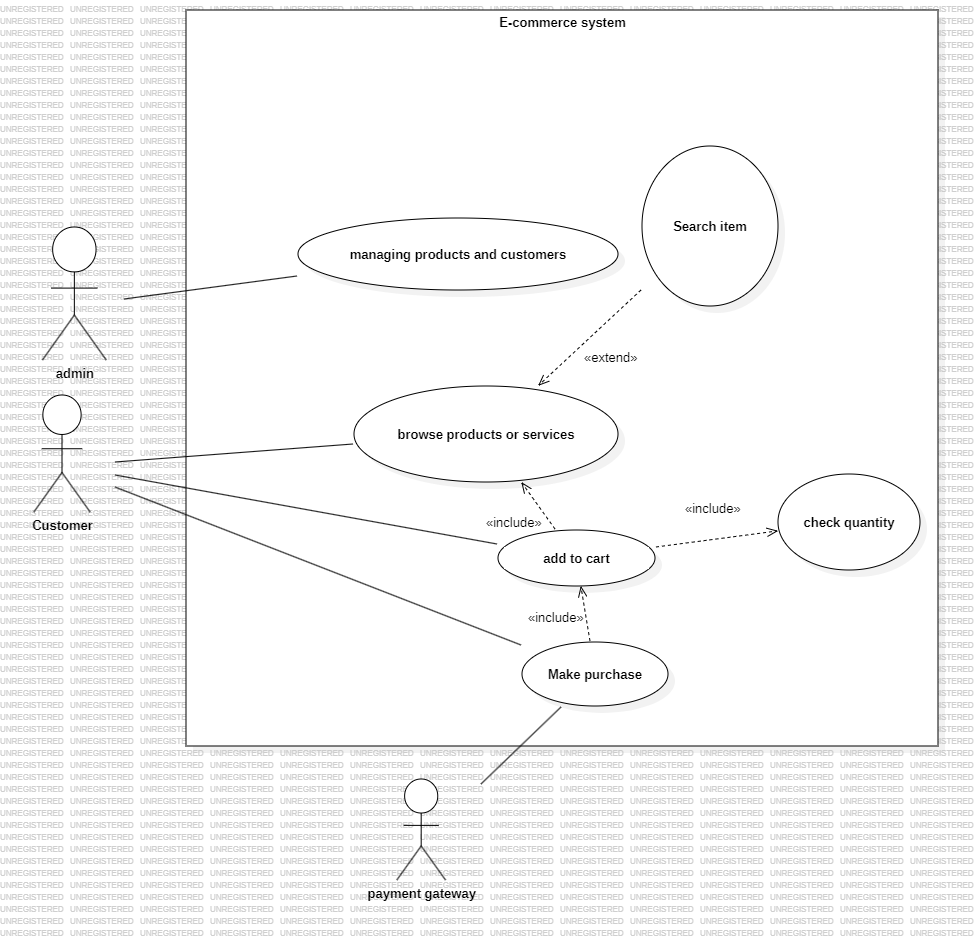 E-commerce system
Search item
managing products and customers
«extend»
admin
browse products or services
Customer
«include»
«include»
check quantity
add to cart
«include»
Make purchase
payment gateway
UNREGISTERED